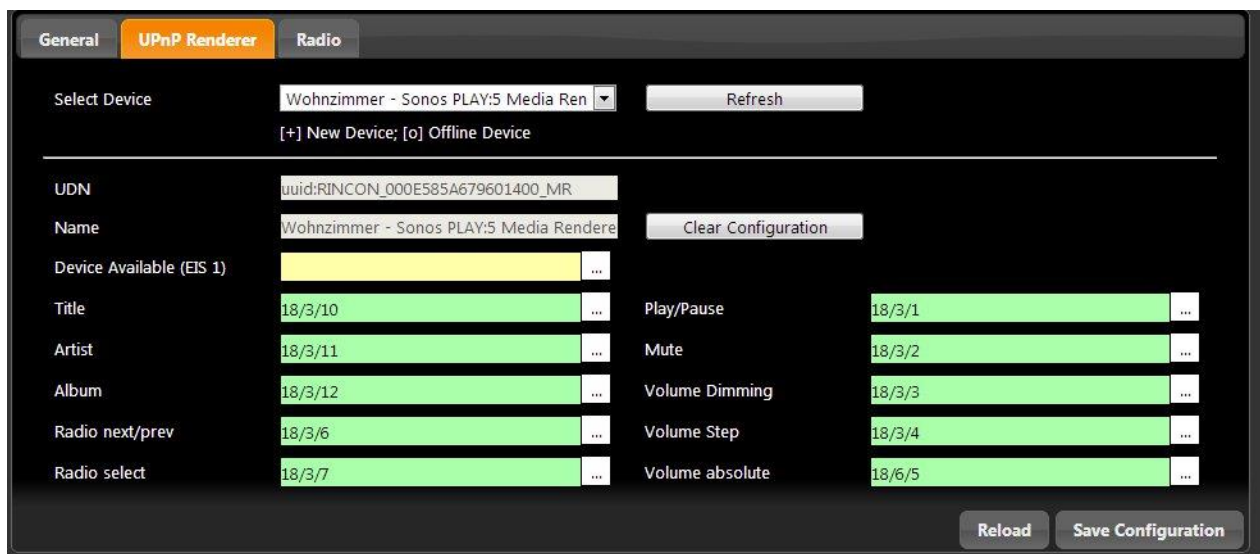 General UPnP Renderer Radio
Select Device Wohnzimmer - Sonos PLAY:5 Media Ren Refresh
[+] New Device; [o] Offline Device
UDN uuid:RINCON_000E585A679601400_MR
Name Wohnzimmer - Sonos PLAY:5 Media Rendere Clear Configuration
Device Available (EIS 1) ...
Title 18/3/10 ... Play/Pause 18/3/1 ...
Artist 18/3/11 ... Mute 18/3/2 ...
Album 18/3/12 ... Volume Dimming 18/3/3 ...
Radio next/prev 18/3/6 ... Volume Step 18/3/4 ...
Radio select 18/3/7 ... Volume absolute 18/6/5 ...
Reload Save Configuration